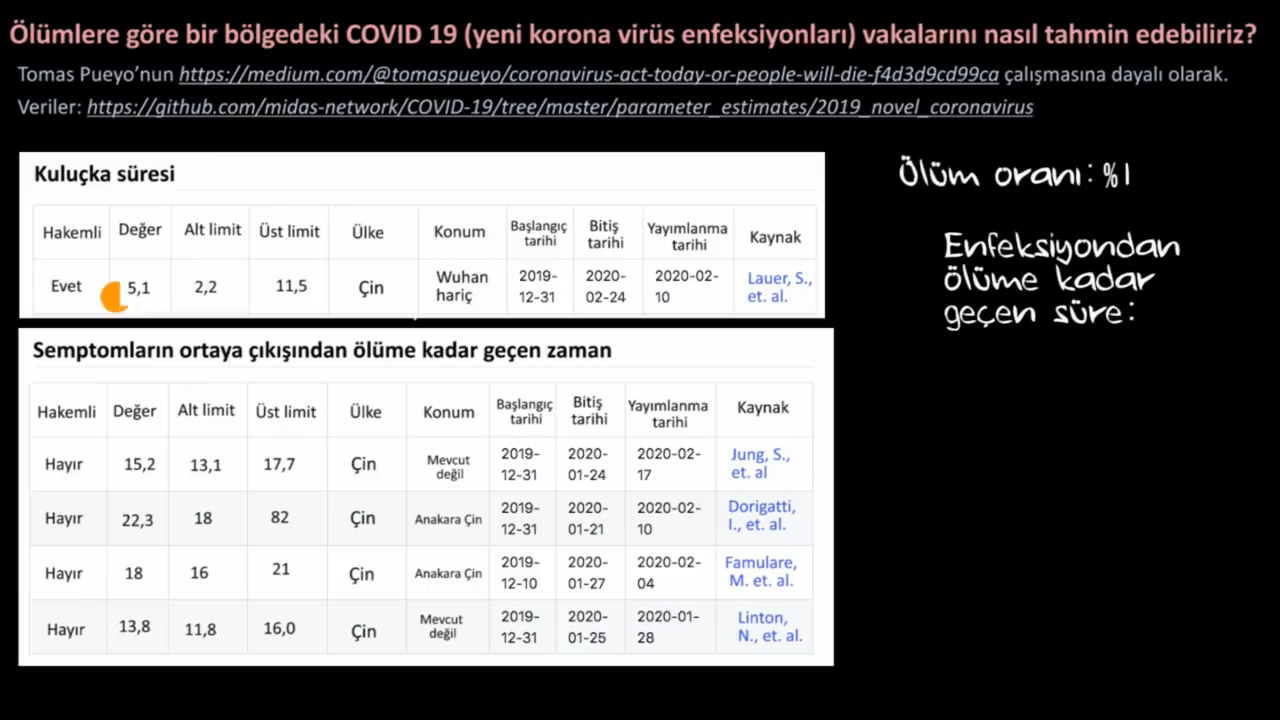 Ölümlere göre bir bölgedeki COVID 19 (yeni korona virüs enfeksiyonları) vakalarını nasıl tahmin edebiliriz?
Tomas Pueyo’nun https://medium.com/@tomaspueyo/coronavirus-act-today-or-people-will-die-f4d3d9cd99ca çalışmasına dayalı olarak.
Veriler: https://github.com/midas-network/COVID-19/tree/master/parameter_estimates/2019_novel_coronavirus
Kuluçka süresi
Hakemli Değer Alt limit Üst limit Ülke Konum Başlangıç tarihi Bitiş tarihi Yayımlanma tarihi Kaynak
Evet 5,1 2,2 11,5 Çin Wuhan hariç 2019-12-31 2020-02-24 2020-02-10 Lauer, S., et. al.
Semptomların ortaya çıkışından ölüme kadar geçen zaman
Hakemli Değer Alt limit Üst limit Ülke Konum Başlangıç tarihi Bitiş tarihi Yayımlanma tarihi Kaynak
Hayır 15,2 13,1 17,7 Çin Mevcut değil 2019-12-31 2020-01-24 2020-02-17 Jung, S., et. al
Hayır 22,3 18 82 Çin Anakara Çin 2019-12-31 2020-01-21 2020-02-10 Dorigatti, I., et. al.
Hayır 18 16 21 Çin Anakara Çin 2019-12-10 2020-01-27 2020-02-04 Famulare, M. et. al.
Hayır 13,8 11,8 16,0 Çin Mevcut değil 2019-12-31 2020-01-25 2020-01-28 Linton, N., et. al.
Ölüm oranı: %1
Enfeksiyondan
ölüme kadar
geçen süre: